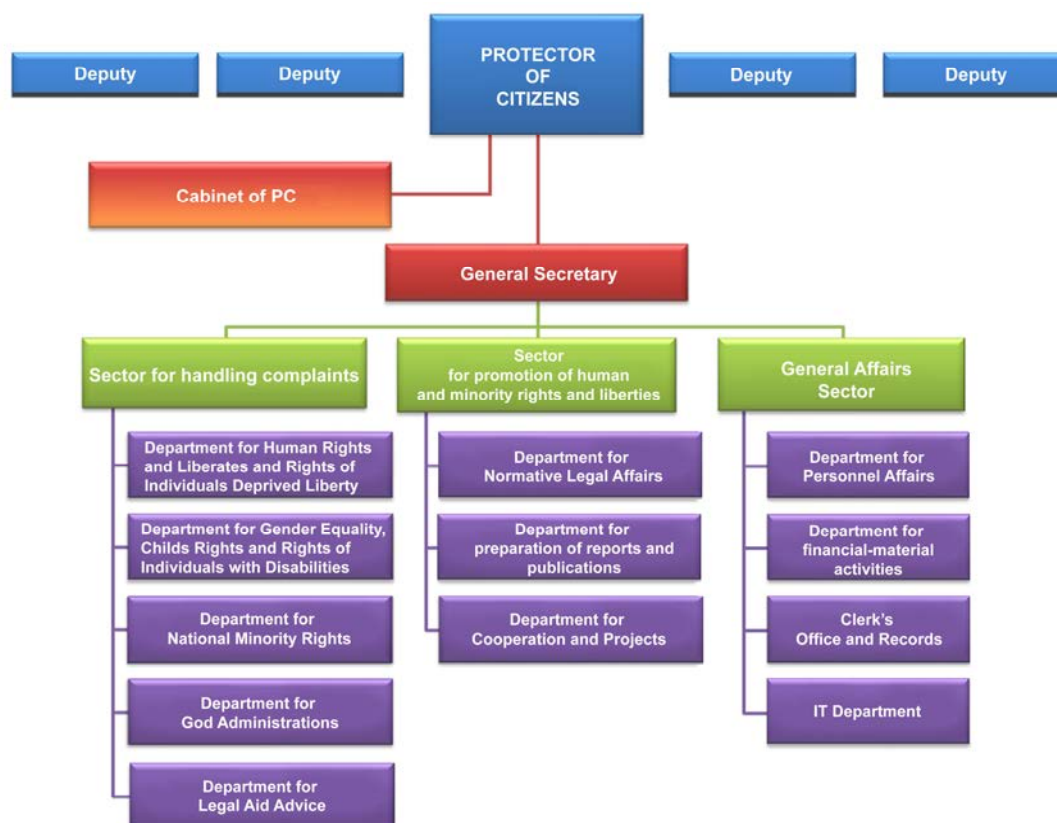 Deputy
Deputy
PROTECTOR
OF
CITIZENS
Deputy
Deputy
Cabinet of PC
General Secretary
Sector for handling complaints
Sector
for promotion of human
and minority rights and liberties
General Affairs
Sector
Department for Human Rights
and Liberates and Rights of
Individuals Deprived Liberty
Department for Gender Equality,
Childs Rights and Rights of
Individuals with Disabilities
Department for
National Minority Rights
Department for
God Administrations
Department for
Legal Aid Advice
Department for
Normative Legal Affairs
Department for
preparation of reports and
publications
Department for
Cooperation and Projects
Department for
Personnel Affairs
Department for
financial-material
activities
Clerk's
Office and Records
IT Department